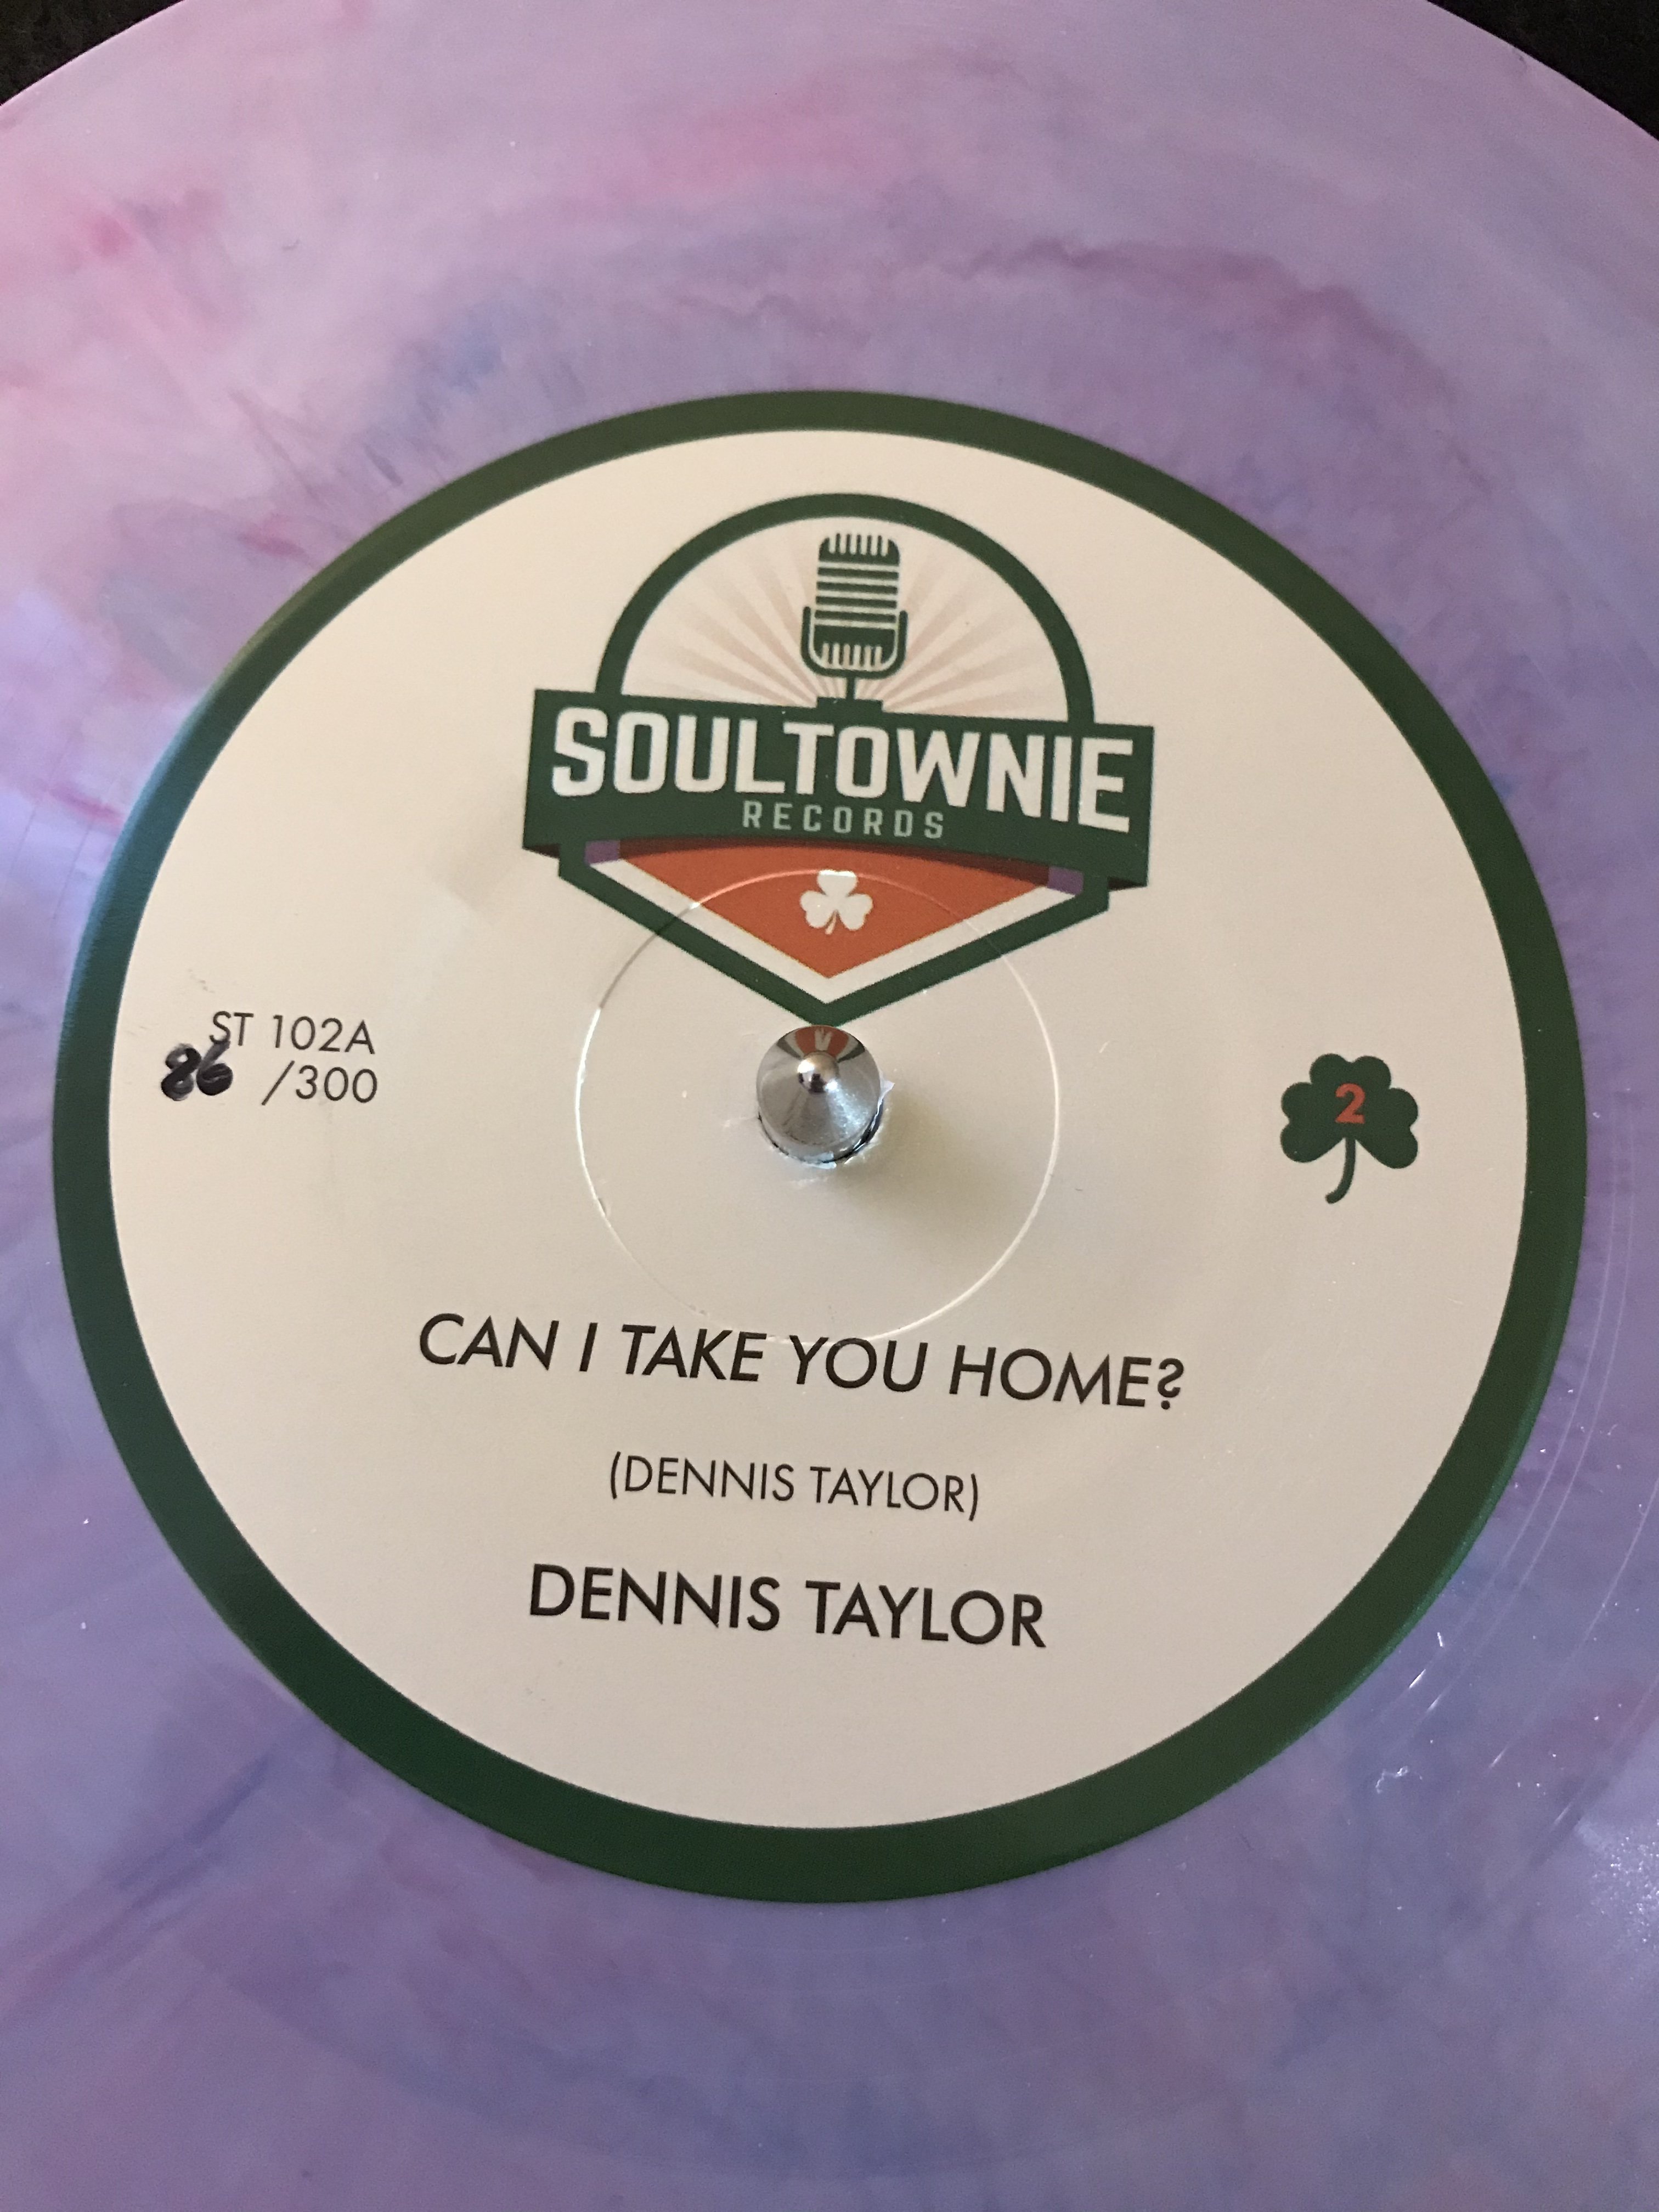 SOULTOWNIE
RECORDS
ST 102A
86 /300
2
CAN I TAKE YOU HOME?
(DENNIS TAYLOR)
DENNIS TAYLOR